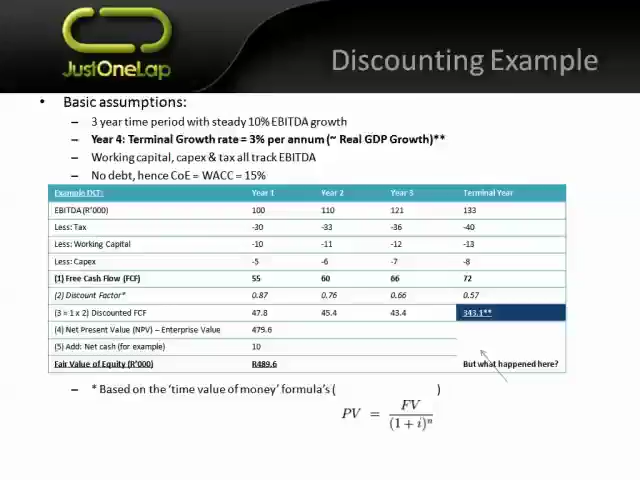 JustOneLap
Discounting Example
• Basic assumptions:
– 3 year time period with steady 10% EBITDA growth
– Year 4: Terminal Growth rate = 3% per annum (~ Real GDP Growth)**
– Working capital, capex & tax all track EBITDA
– No debt, hence CoE = WACC = 15%
Example DCF: Year 1 Year 2 Year 3 Terminal Year
EBITDA (R'000) 100 110 121 133
Less: Tax -30 -33 -36 -40
Less: Working Capital -10 -11 -12 -13
Less: Capex -5 -6 -7 -8
(1) Free Cash Flow (FCF) 55 60 66 72
(2) Discount Factor* 0.87 0.76 0.66 0.57
(3 = 1 x 2) Discounted FCF 47.8 45.4 43.4 343.1**
(4) Net Present Value (NPV) – Enterprise Value 479.6
(5) Add: Net cash (for example) 10
Fair Value of Equity (R'000) R489.6 But what happened here?
– * Based on the 'time value of money' formula's ( )
PV = FV / (1 + i)^n